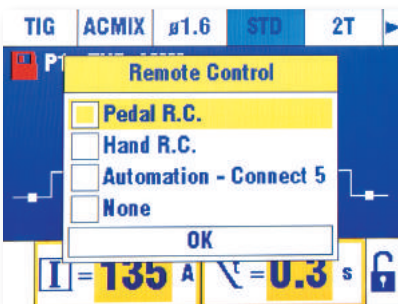 TIG ACMIX ø1.6 STD 2T
P1
Remote Control
Pedal R.C.
Hand R.C.
Automation - Connect 5
None
OK
I = 135 A t = 0.3 s